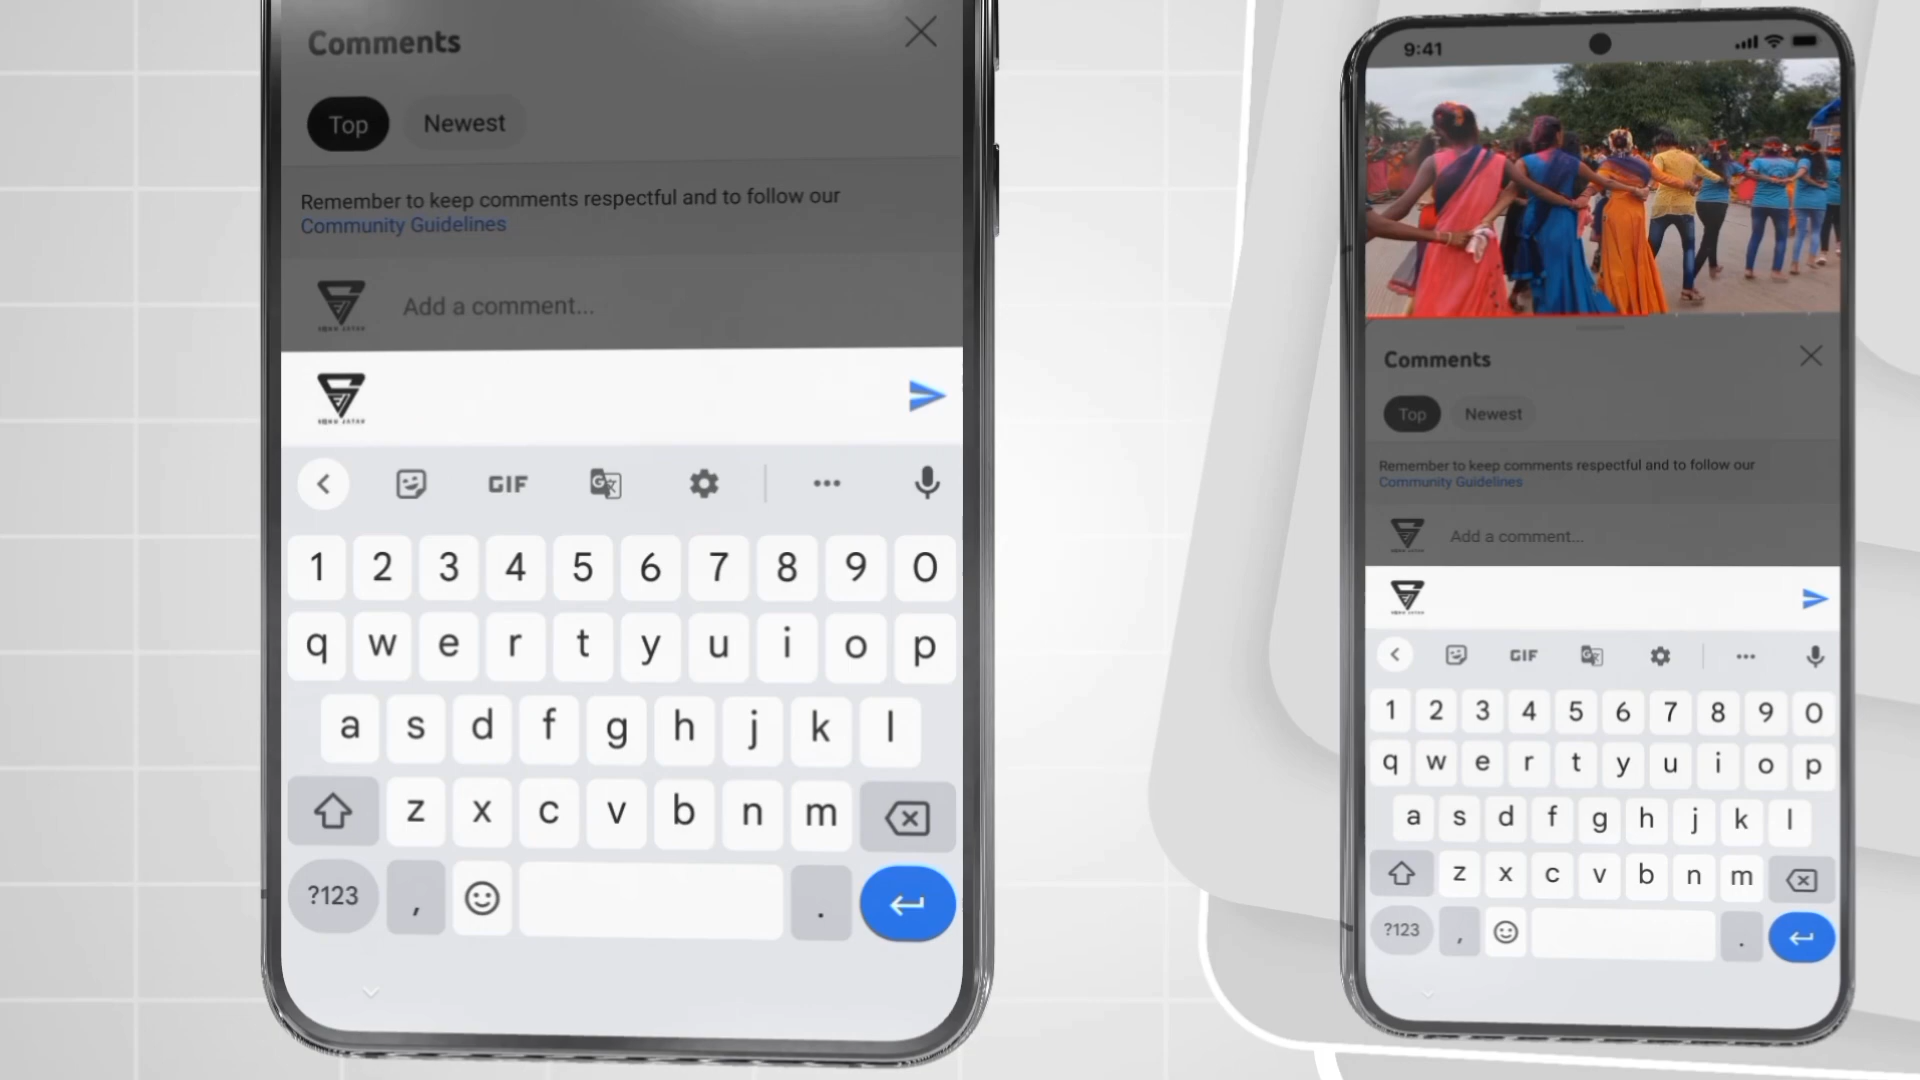 Comments
Top Newest
Remember to keep comments respectful and to follow our
Community Guidelines
Add a comment...
GIF
1 2 3 4 5 6 7 8 9 0
q w e r t y u i o p
a s d f g h j k l
z x c v b n m
?123 , .
9:41
Comments
Top Newest
Remember to keep comments respectful and to follow our
Community Guidelines
Add a comment...
GIF
1 2 3 4 5 6 7 8 9 0
q w e r t y u i o p
a s d f g h j k l
z x c v b n m
?123 , .